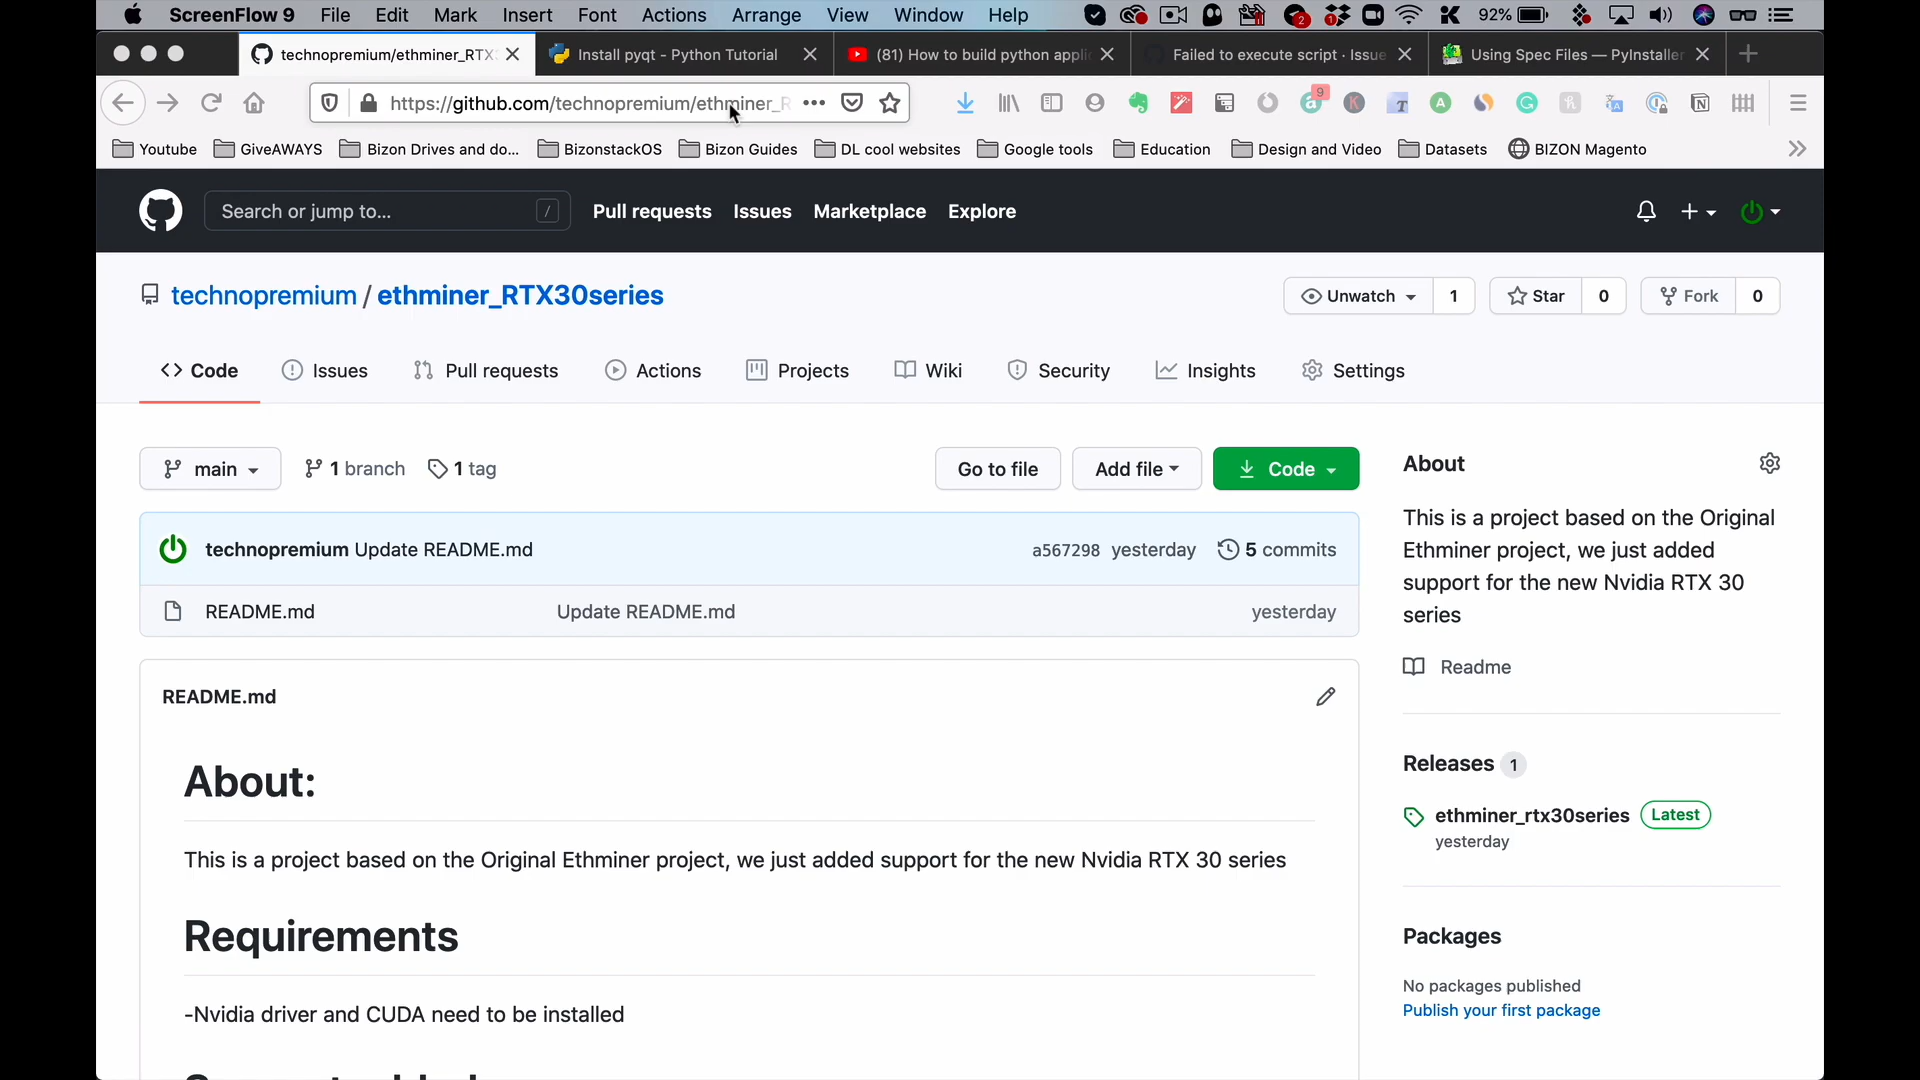 ScreenFlow 9 File Edit Mark Insert Font Actions Arrange View Window Help 2 1 92%
technopremium/ethminer_RTX Install pyqt - Python Tutorial (81) How to build python appli Failed to execute script · Issue Using Spec Files — PyInstaller
https://github.com/technopremium/ethminer_R 9
Youtube GiveAWAYS Bizon Drives and do... BizonstackOS Bizon Guides DL cool websites Google tools Education Design and Video Datasets BIZON Magento
Search or jump to... / Pull requests Issues Marketplace Explore
technopremium / ethminer_RTX30series Unwatch 1 Star 0 Fork 0
Code Issues Pull requests Actions Projects Wiki Security Insights Settings
main 1 branch 1 tag Go to file Add file Code
technopremium Update README.md a567298 yesterday 5 commits
README.md Update README.md yesterday
README.md
About:
This is a project based on the Original Ethminer project, we just added support for the new Nvidia RTX 30 series
Requirements
-Nvidia driver and CUDA need to be installed
About
This is a project based on the Original
Ethminer project, we just added
support for the new Nvidia RTX 30
series
Readme
Releases 1
ethminer_rtx30series Latest
yesterday
Packages
No packages published
Publish your first package